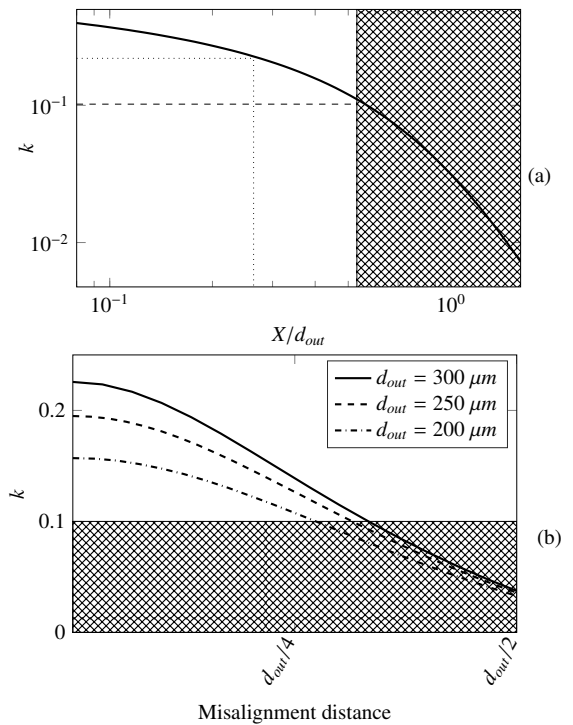 10^{-1}
k
10^{-2}
(a)
10^{-1}
10^{0}
X/d_{out}
d_{out} = 300 μm
d_{out} = 250 μm
d_{out} = 200 μm
0.2
k
0.1
(b)
0
d_{out}/4
d_{out}/2
Misalignment distance